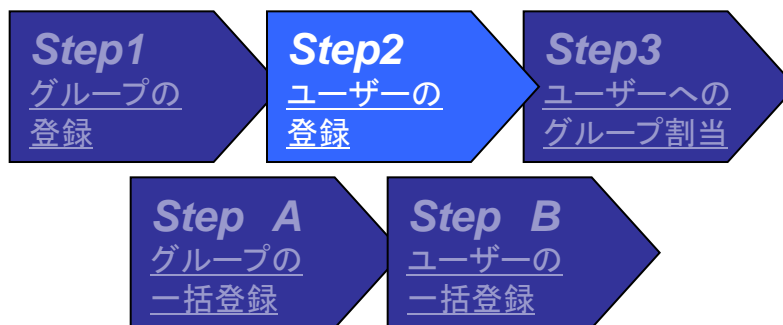 Step1
グループの
登録
Step2
ユーザーの
登録
Step3
ユーザーへの
グループ割当
Step A
グループの
一括登録
Step B
ユーザーの
一括登録